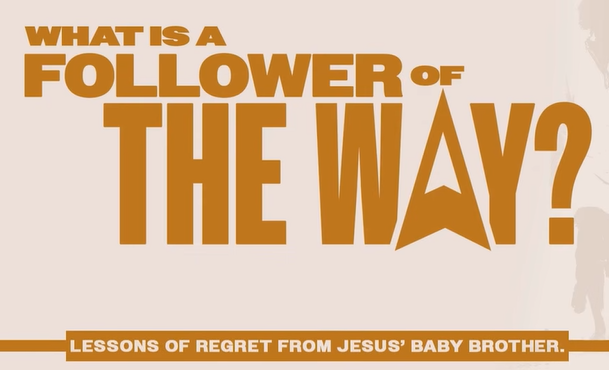 WHAT IS A
FOLLOWER OF
THE WAY?
LESSONS OF REGRET FROM JESUS' BABY BROTHER.